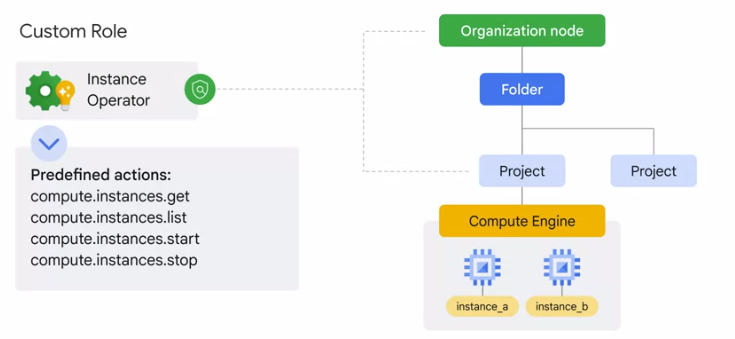 Custom Role
Instance
Operator
Predefined actions:
compute.instances.get
compute.instances.list
compute.instances.start
compute.instances.stop
Organization node
Folder
Project
Project
Compute Engine
instance_a
instance_b